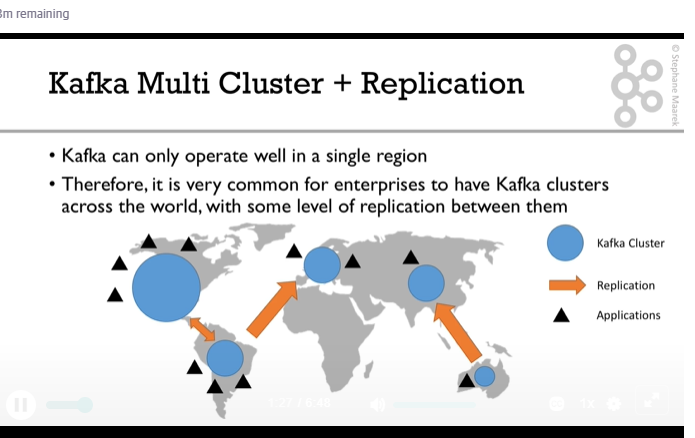 3m remaining
Kafka Multi Cluster + Replication
© Stephane Maarek
• Kafka can only operate well in a single region
• Therefore, it is very common for enterprises to have Kafka clusters
across the world, with some level of replication between them
Kafka Cluster
Replication
Applications
1:27 / 6:40
1x